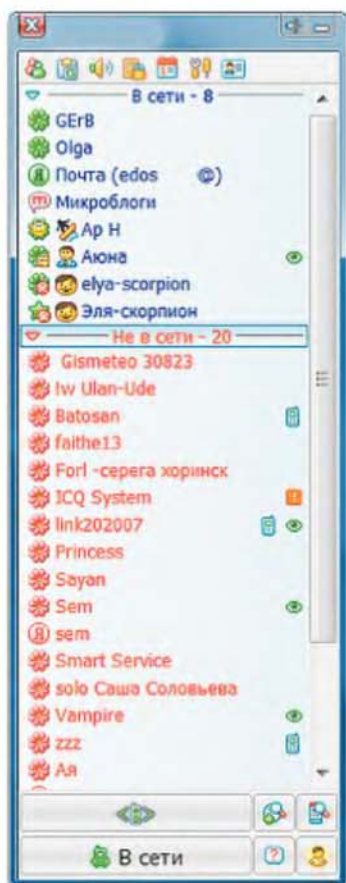 В сети - 8
GErB
Olga
Почта (edos @)
Микроблоги
Ар Н
Аюна
elya-scorpion
Эля-скорпион
Не в сети - 20
Gismeteo 30823
!w Ulan-Ude
Batosan
faithe13
Forl -серега хоринск
ICQ System
link202007
Princess
Sayan
Sem
sem
Smart Service
solo Саша Соловьева
Vampire
zzz
Ая
В сети